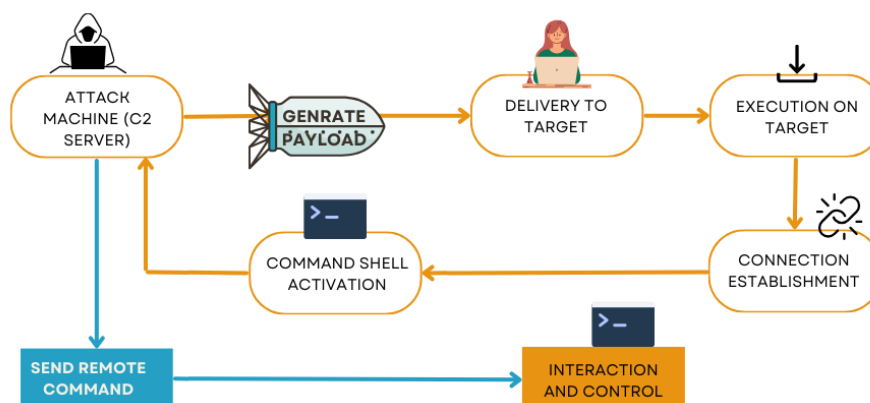 ATTACK
MACHINE (C2
SERVER)
GENRATE
PAYLOAD
DELIVERY TO
TARGET
EXECUTION ON
TARGET
>_
COMMAND SHELL
ACTIVATION
CONNECTION
ESTABLISHMENT
>_
SEND REMOTE
COMMAND
INTERACTION
AND CONTROL